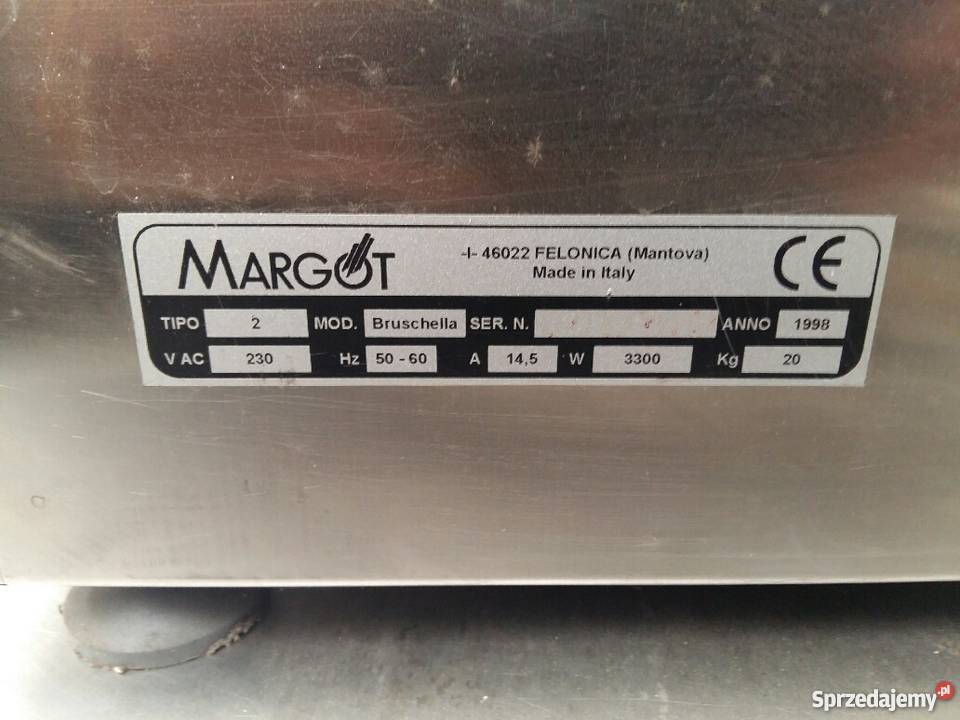 MARGOT
-I- 46022 FELONICA (Mantova)
Made in Italy
CE
TIPO 2 MOD. Bruschella SER. N. ANNO 1998
V AC 230 Hz 50 - 60 A 14,5 W 3300 Kg 20
Sprzedajemy.pl